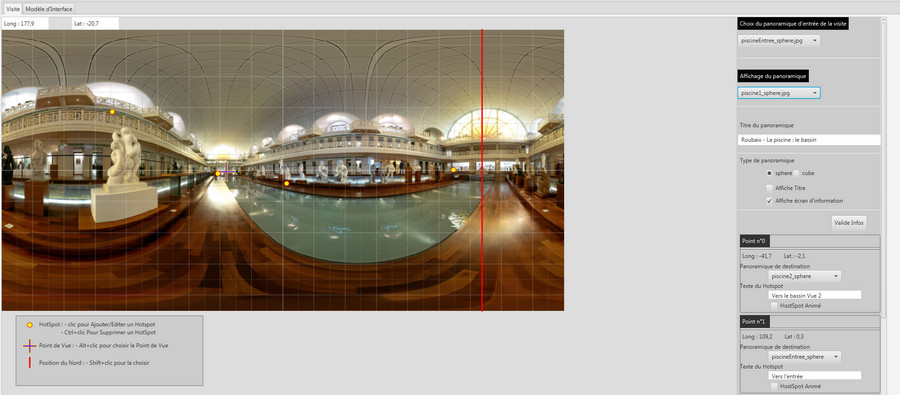 Visite
Modèle d'Interface
Long : 177,9
Lat : -20,7
Choix du panoramique d'entrée de la visite
piscineEntree_sphere.jpg
Affichage du panoramique
piscine1_sphere.jpg
Titre du panoramique
Roubaix - La piscine : le bassin
Type de panoramique
sphere
cube
Affiche Titre
Affiche écran d'information
Valide Infos
Point n°0
Long : -41,7
Lat : -2,1
Panoramique de destination
piscine2_sphere
Texte du Hotspot
Vers le bassin Vue 2
HostSpot Animé
Point n°1
Long : 109,2
Lat : 0,3
Panoramique de destination
piscineEntree_sphere
Texte du Hotspot
Vers l'entrée
HostSpot Animé
HotSpot : - clic pour Ajouter/Editer un Hotspot
- Ctrl+clic Pour Supprimer un HotSpot
Point de Vue : - Alt+clic pour choisir le Point de Vue
Position du Nord : - Shift+clic pour la choisir